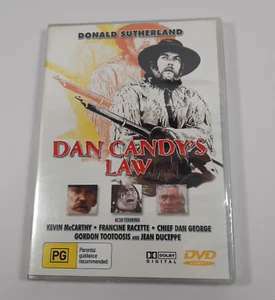 DONALD SUTHERLAND
DAN CANDY'S
LAW
ALSO STARRING
KEVIN McCARTHY • FRANCINE RACETTE • CHIEF DAN GEORGE
GORDON TOOTOOSIS AND JEAN DUCEPPE
PG
Parental
guidance
recommended
DOLBY
DIGITAL
DVD